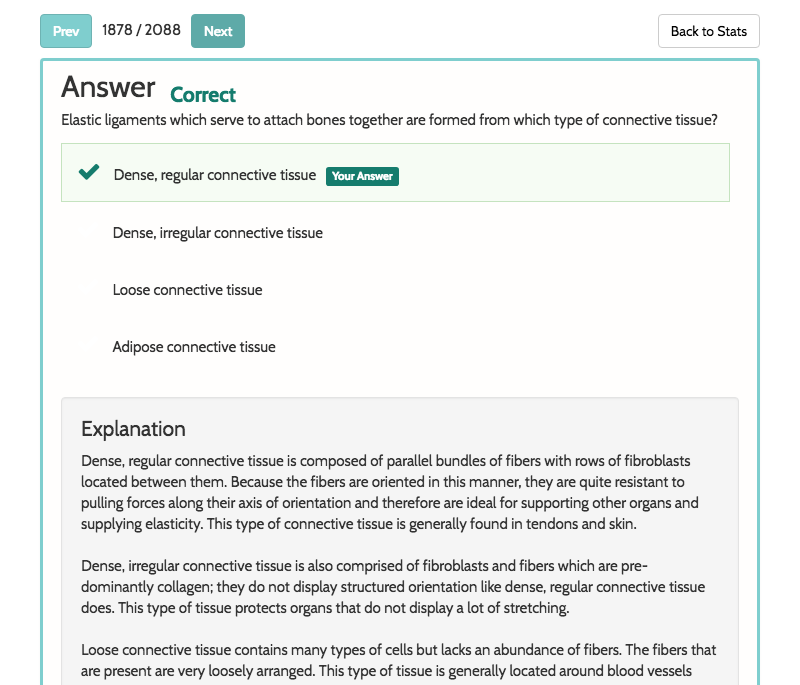 Prev 1878 / 2088 Next Back to Stats
Answer Correct
Elastic ligaments which serve to attach bones together are formed from which type of connective tissue?
Dense, regular connective tissue Your Answer
Dense, irregular connective tissue
Loose connective tissue
Adipose connective tissue
Explanation
Dense, regular connective tissue is composed of parallel bundles of fibers with rows of fibroblasts
located between them. Because the fibers are oriented in this manner, they are quite resistant to
pulling forces along their axis of orientation and therefore are ideal for supporting other organs and
supplying elasticity. This type of connective tissue is generally found in tendons and skin.
Dense, irregular connective tissue is also comprised of fibroblasts and fibers which are pre-
dominantly collagen; they do not display structured orientation like dense, regular connective tissue
does. This type of tissue protects organs that do not display a lot of stretching.
Loose connective tissue contains many types of cells but lacks an abundance of fibers. The fibers that
are present are very loosely arranged. This type of tissue is generally located around blood vessels